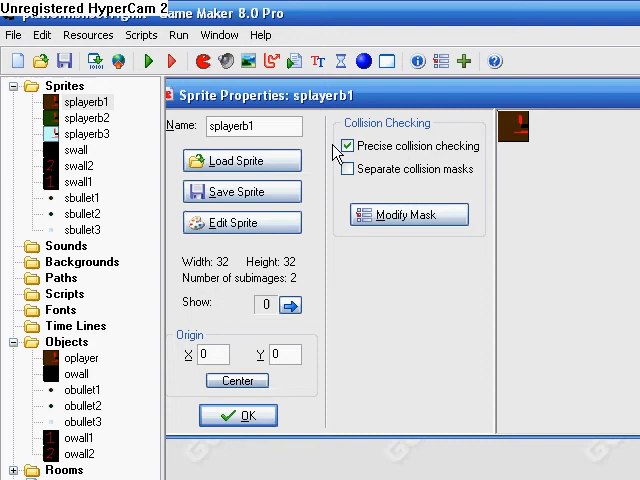 Unregistered HyperCam 2
Game Maker 8.0 Pro
File Edit Resources Scripts Run Window Help
Sprites
splayerb1
splayerb2
splayerb3
swall
swall2
swall1
sbullet1
sbullet2
sbullet3
Sounds
Backgrounds
Paths
Scripts
Fonts
Time Lines
Objects
oplayer
owall
obullet1
obullet2
obullet3
owall1
owall2
Rooms
Sprite Properties: splayerb1
Name: splayerb1
Load Sprite
Save Sprite
Edit Sprite
Width: 32 Height: 32
Number of subimages: 2
Show: 0
Origin
X 0 Y 0
Center
OK
Collision Checking
Precise collision checking
Separate collision masks
Modify Mask